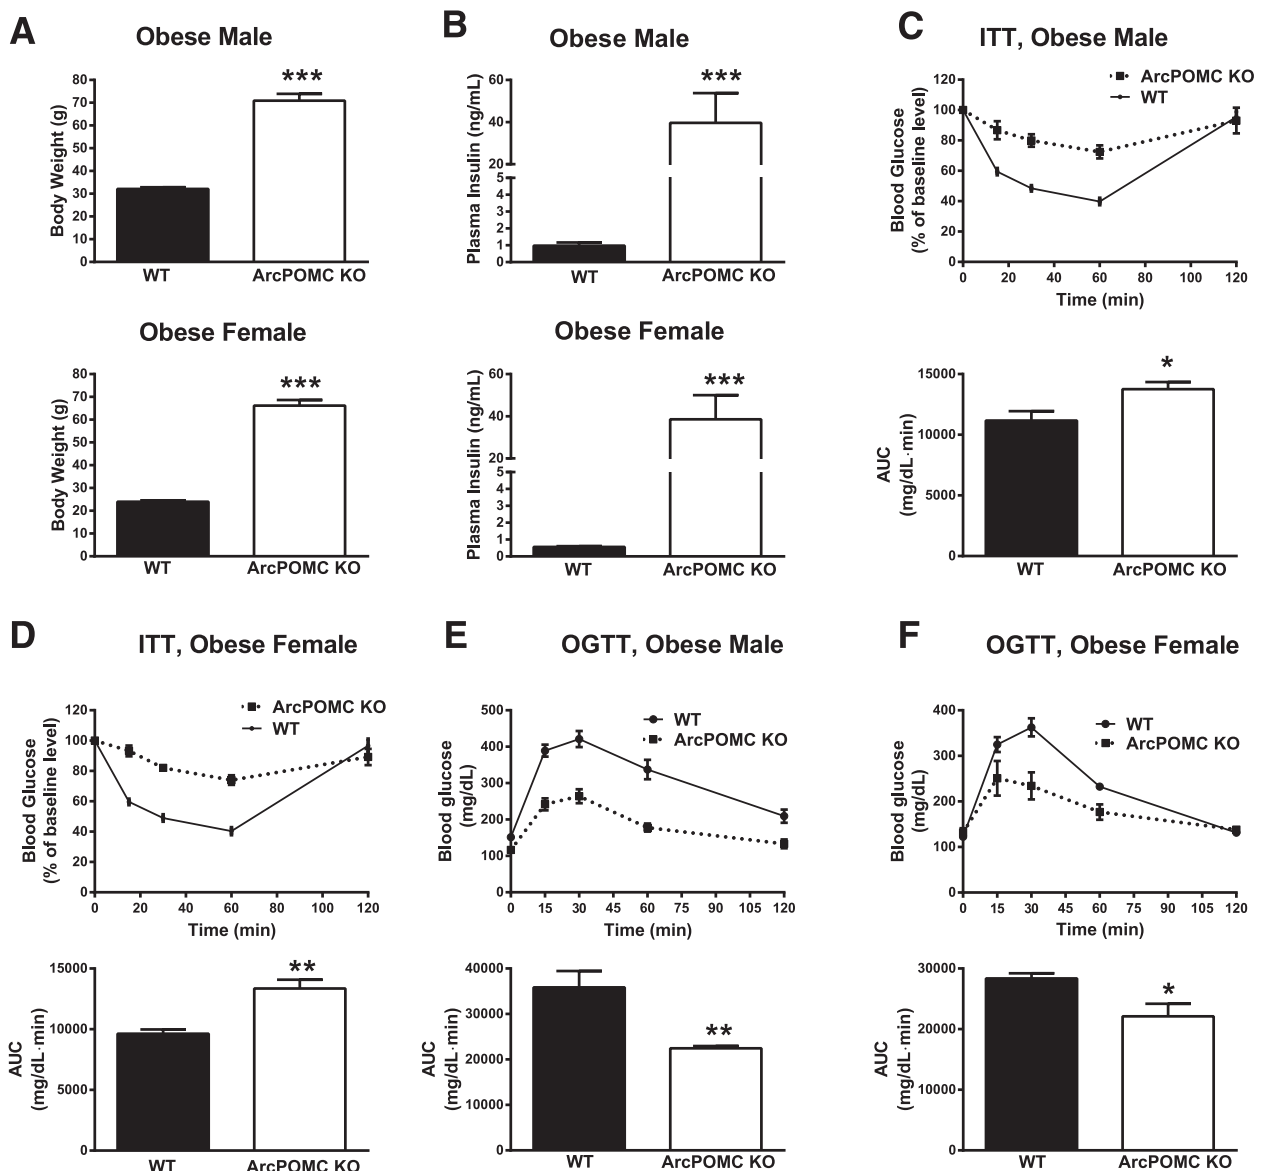 A
Obese Male
Body Weight (g)
80
70
60
50
40
30
20
10
0
***
WT
ArcPOMC KO
Obese Female
Body Weight (g)
80
70
60
50
40
30
20
10
0
***
WT
ArcPOMC KO
B
Obese Male
Plasma Insulin (ng/mL)
60
40
20
5
4
3
2
1
0
***
WT
ArcPOMC KO
Obese Female
Plasma Insulin (ng/mL)
60
40
20
5
4
3
2
1
0
***
WT
ArcPOMC KO
C
ITT, Obese Male
ArcPOMC KO
WT
Blood Glucose
(% of baseline level)
120
100
80
60
40
20
0
0 20 40 60 80 100 120
Time (min)
AUC
(mg/dL·min)
15000
10000
5000
0
*
WT
ArcPOMC KO
D
ITT, Obese Female
ArcPOMC KO
WT
Blood Glucose
(% of baseline level)
120
100
80
60
40
20
0
0 20 40 60 80 100 120
Time (min)
AUC
(mg/dL·min)
15000
10000
5000
0
**
WT
ArcPOMC KO
E
OGTT, Obese Male
WT
ArcPOMC KO
Blood glucose
(mg/dL)
500
400
300
200
100
0
0 15 30 45 60 75 90 105 120
Time (min)
AUC
(mg/dL·min)
40000
30000
20000
10000
0
**
WT
ArcPOMC KO
F
OGTT, Obese Female
WT
ArcPOMC KO
Blood glucose
(mg/dL)
400
300
200
100
0
0 15 30 45 60 75 90 105 120
Time (min)
AUC
(mg/dL·min)
30000
20000
10000
0
*
WT
ArcPOMC KO